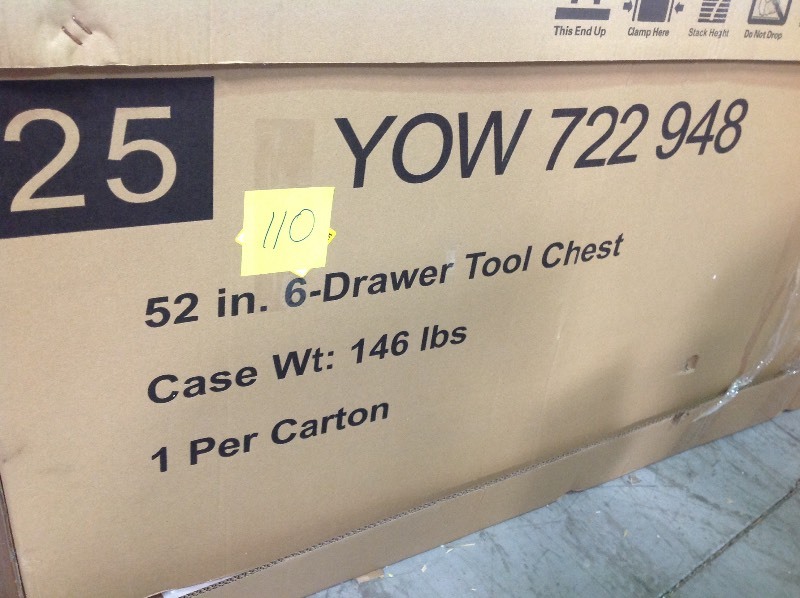 This End Up Clamp Here Stack Heght Do Not Drop
25 YOW 722 948
110
52 in. 6-Drawer Tool Chest
Case Wt: 146 lbs
1 Per Carton